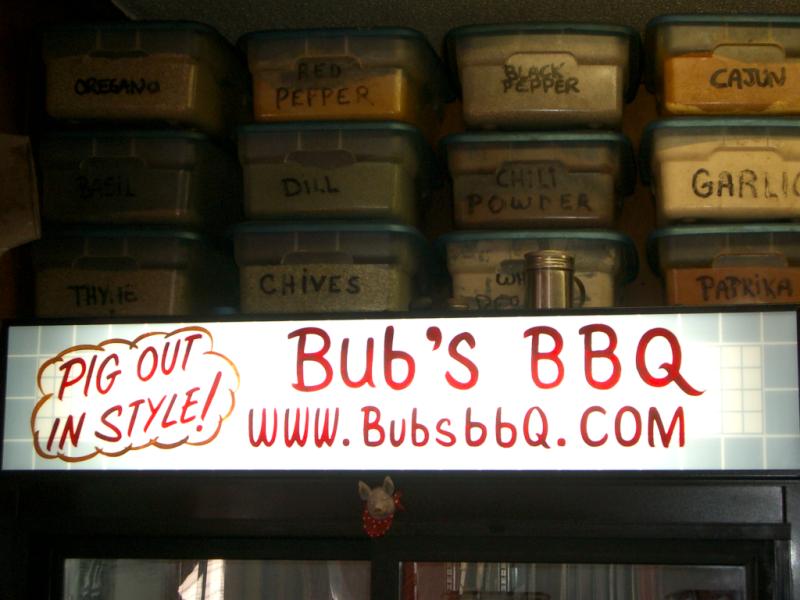 OREGANO
RED
PEPPER
BLACK
PEPPER
CAJUN
BASIL
DILL
CHILI
POWDER
GARLIC
THYME
CHIVES
PAPRIKA
PIG OUT
IN STYLE!
BUB'S BBQ
WWW.BUBSbbQ.COM